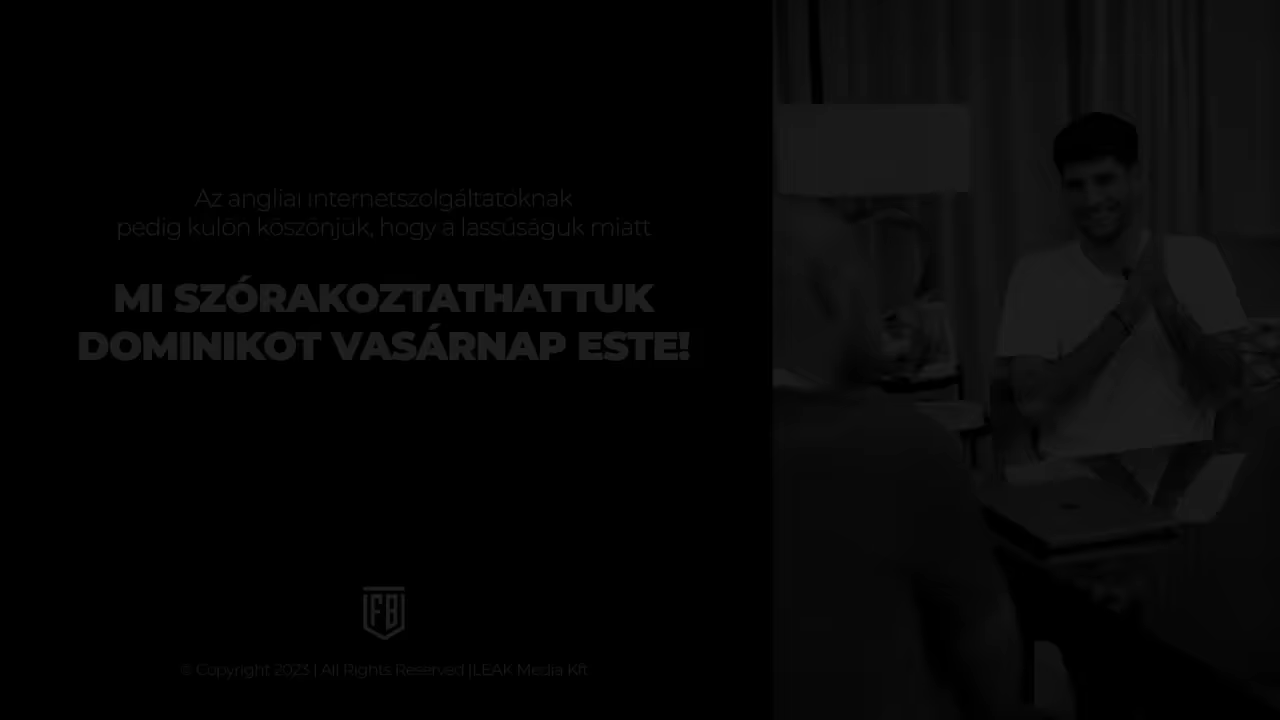 Az angliai internetszolgáltatóknak
pedig külön köszönjük, hogy a lassúságuk miatt
MI SZÓRAKOZTATHATTUK
DOMINIKOT VASÁRNAP ESTE!
FB
© Copyright 2023 | All Rights Reserved |LEAK Media Kft